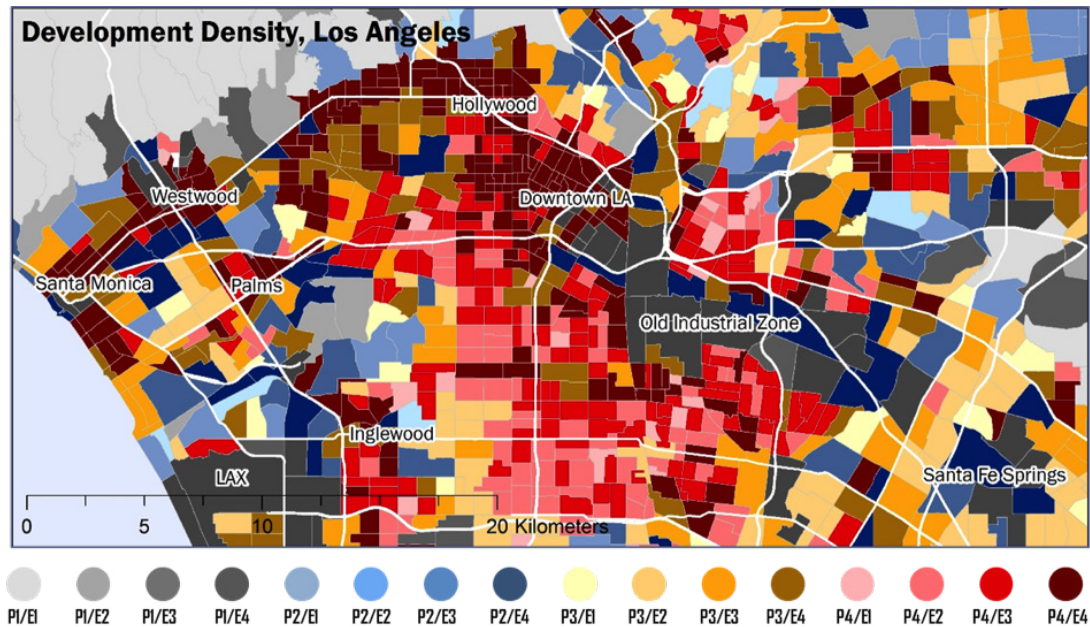 Development Density, Los Angeles
Hollywood
Westwood
Downtown LA
Santa Monica
Palms
Old Industrial Zone
Inglewood
LAX
Santa Fe Springs
0 5 10 20 Kilometers
P1/E1 P1/E2 P1/E3 P1/E4 P2/E1 P2/E2 P2/E3 P2/E4 P3/E1 P3/E2 P3/E3 P3/E4 P4/E1 P4/E2 P4/E3 P4/E4